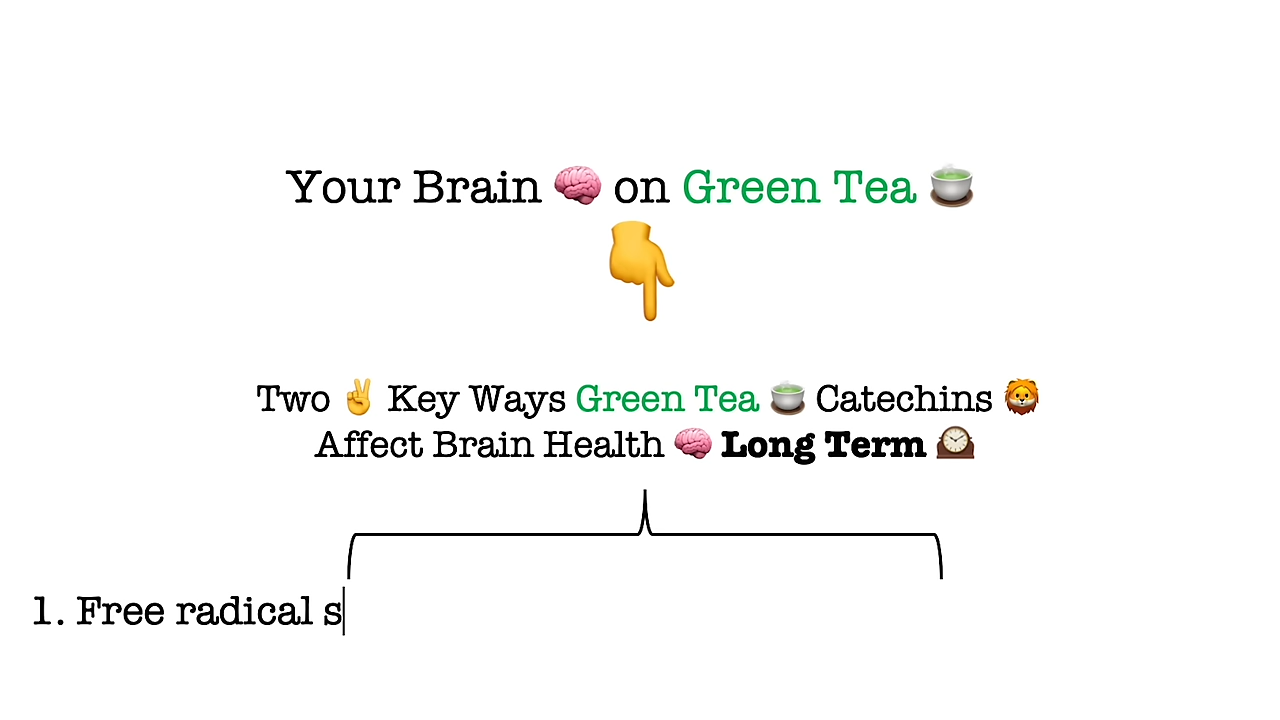 Your Brain 🧠 on Green Tea 🍵
Two ✌️ Key Ways Green Tea 🍵 Catechins 🦁
Affect Brain Health 🧠 Long Term 🕰️
1. Free radical s